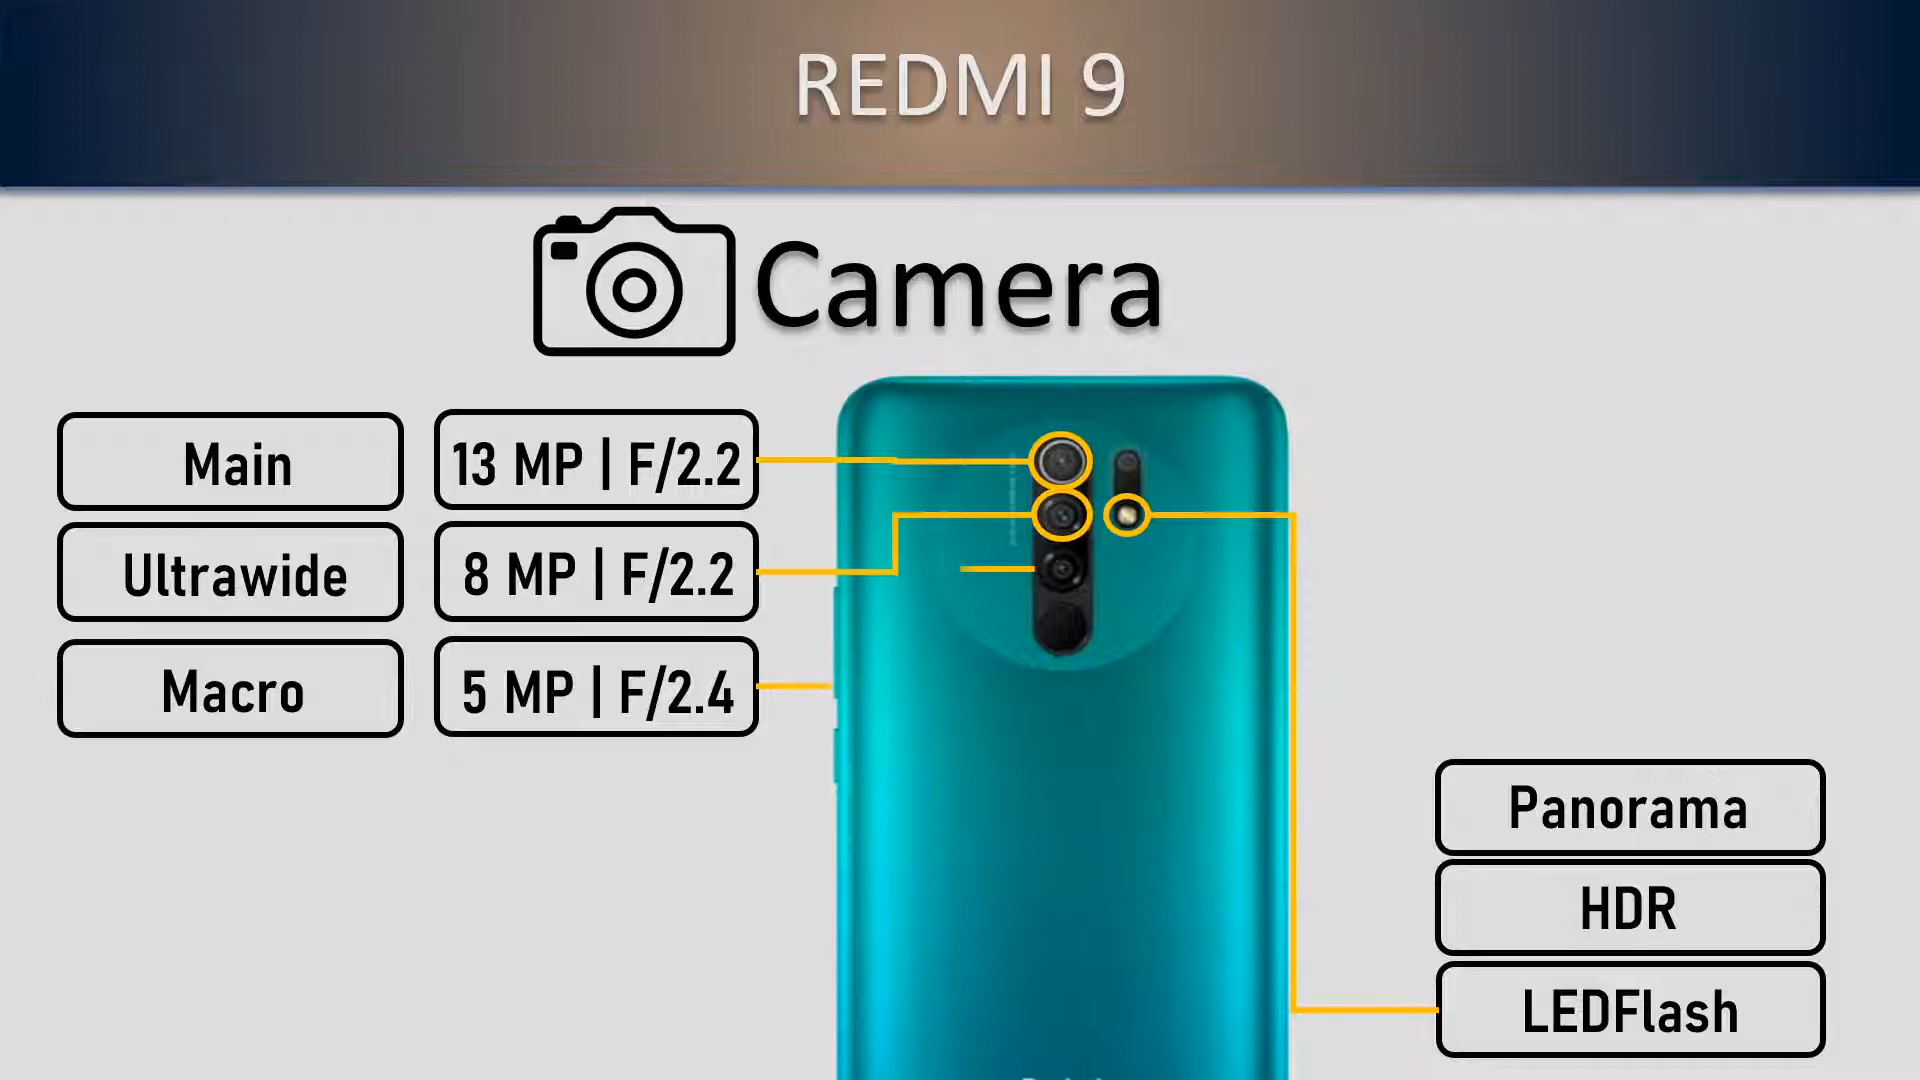 REDMI 9
Camera
Main
13 MP | F/2.2
Ultrawide
8 MP | F/2.2
Macro
5 MP | F/2.4
Panorama
HDR
LEDFlash